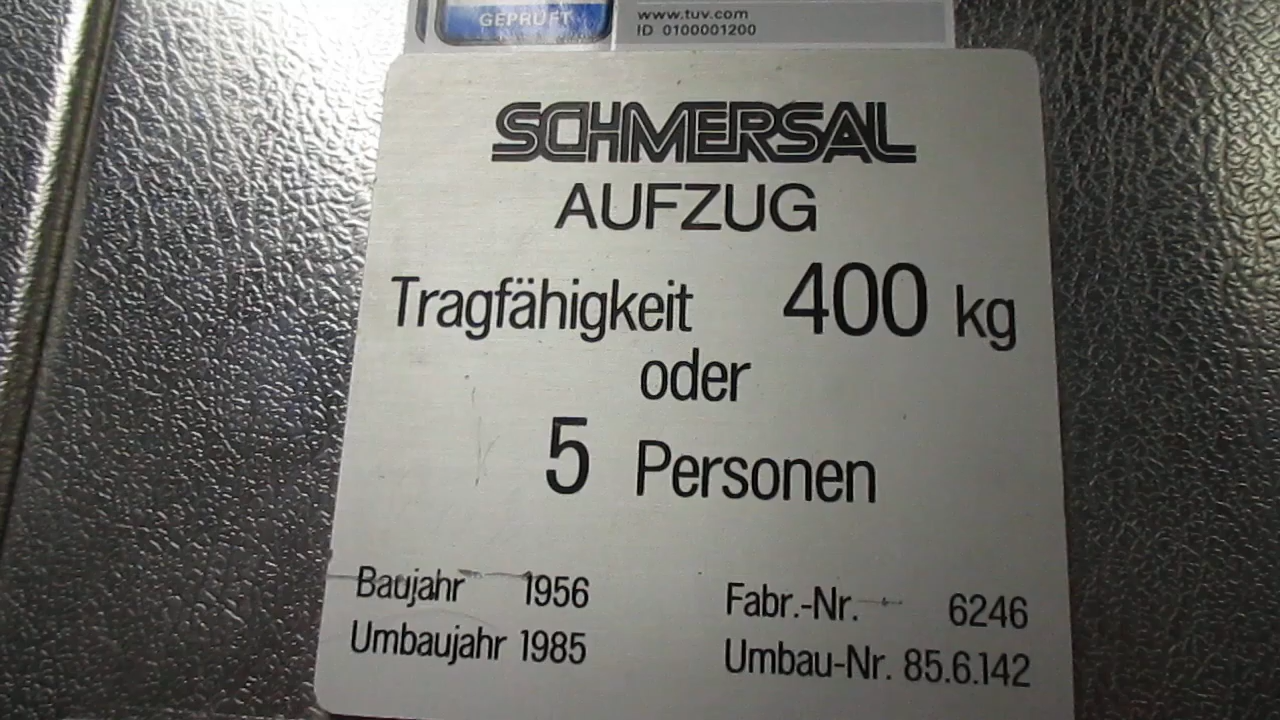 GEPRÜFT
www.tuv.com
ID 0100001200
SCHMERSAL
AUFZUG
Tragfähigkeit 400 kg
oder
5 Personen
Baujahr 1956
Umbaujahr 1985
Fabr.-Nr. 6246
Umbau-Nr. 85.6.142